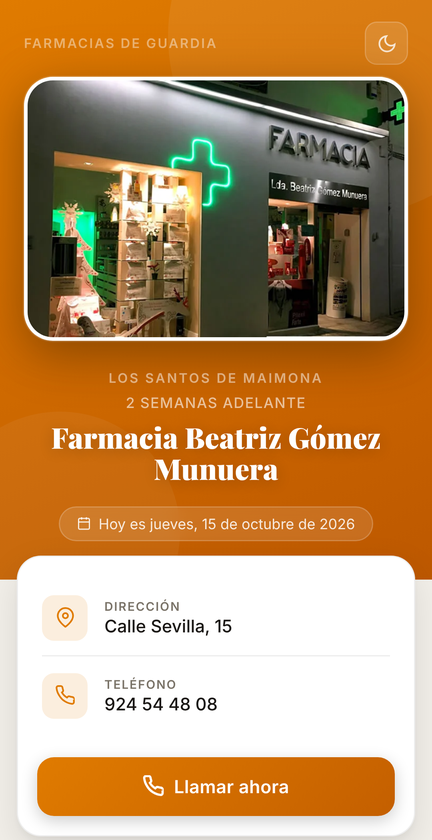 FARMACIAS DE GUARDIA
FARMACIA
Lda. Beatriz Gómez Munuera
LOS SANTOS DE MAIMONA
2 SEMANAS ADELANTE
Farmacia Beatriz Gómez
Munuera
Hoy es jueves, 15 de octubre de 2026
DIRECCIÓN
Calle Sevilla, 15
TELÉFONO
924 54 48 08
Llamar ahora